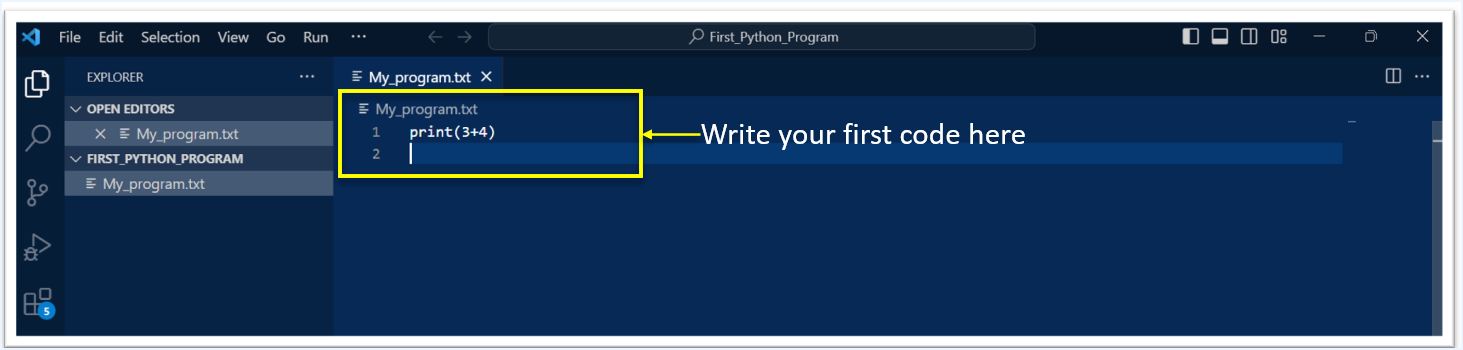 File Edit Selection View Go Run ···
First_Python_Program
EXPLORER ···
OPEN EDITORS
My_program.txt
FIRST_PYTHON_PROGRAM
My_program.txt
5
My_program.txt
My_program.txt
1 print(3+4)
2
Write your first code here